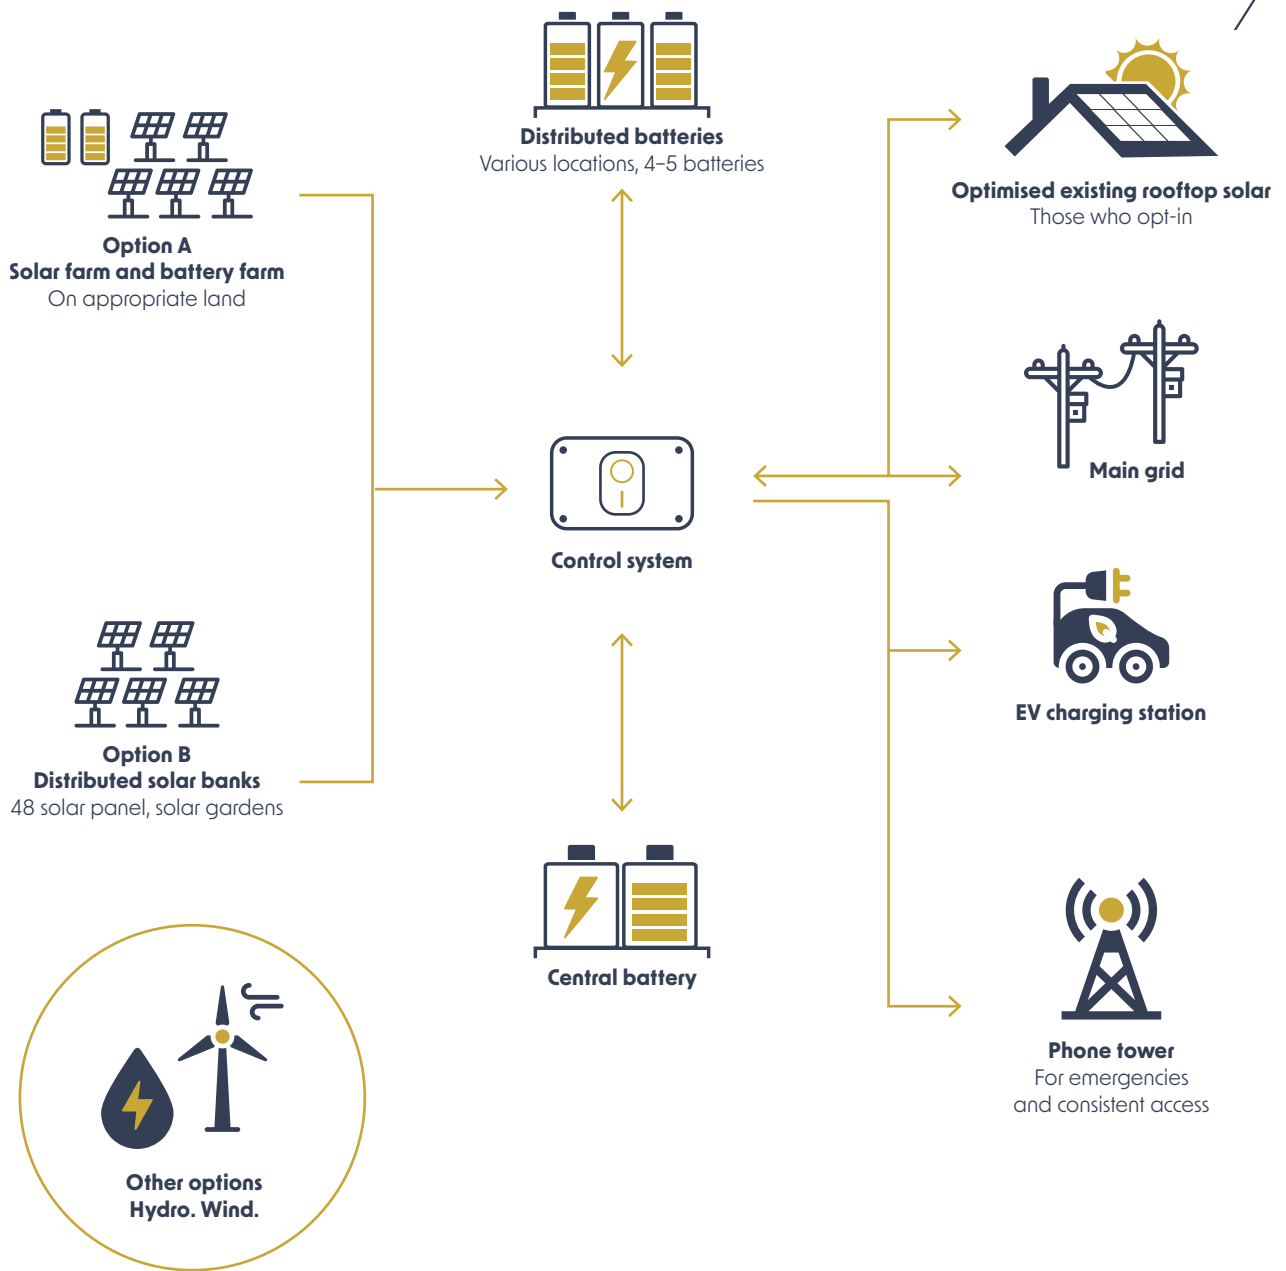 Distributed batteries
Various locations, 4–5 batteries
Option A
Solar farm and battery farm
On appropriate land
Optimised existing rooftop solar
Those who opt-in
Main grid
Control system
EV charging station
Option B
Distributed solar banks
48 solar panel, solar gardens
Central battery
Phone tower
For emergencies
and consistent access
Other options
Hydro. Wind.